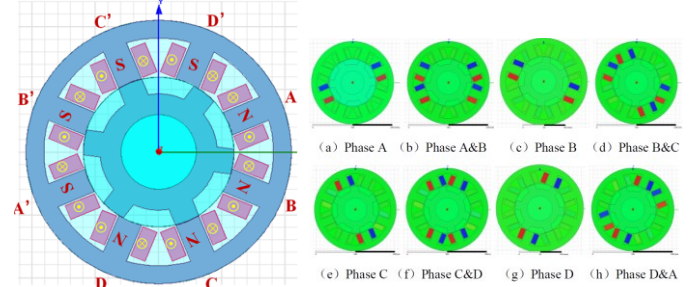 C' D'
S S
B' A
S N
S N
A' B
N N
D C
(a) Phase A (b) Phase A&B (c) Phase B (d) Phase B&C
(e) Phase C (f) Phase C&D (g) Phase D (h) Phase D&A